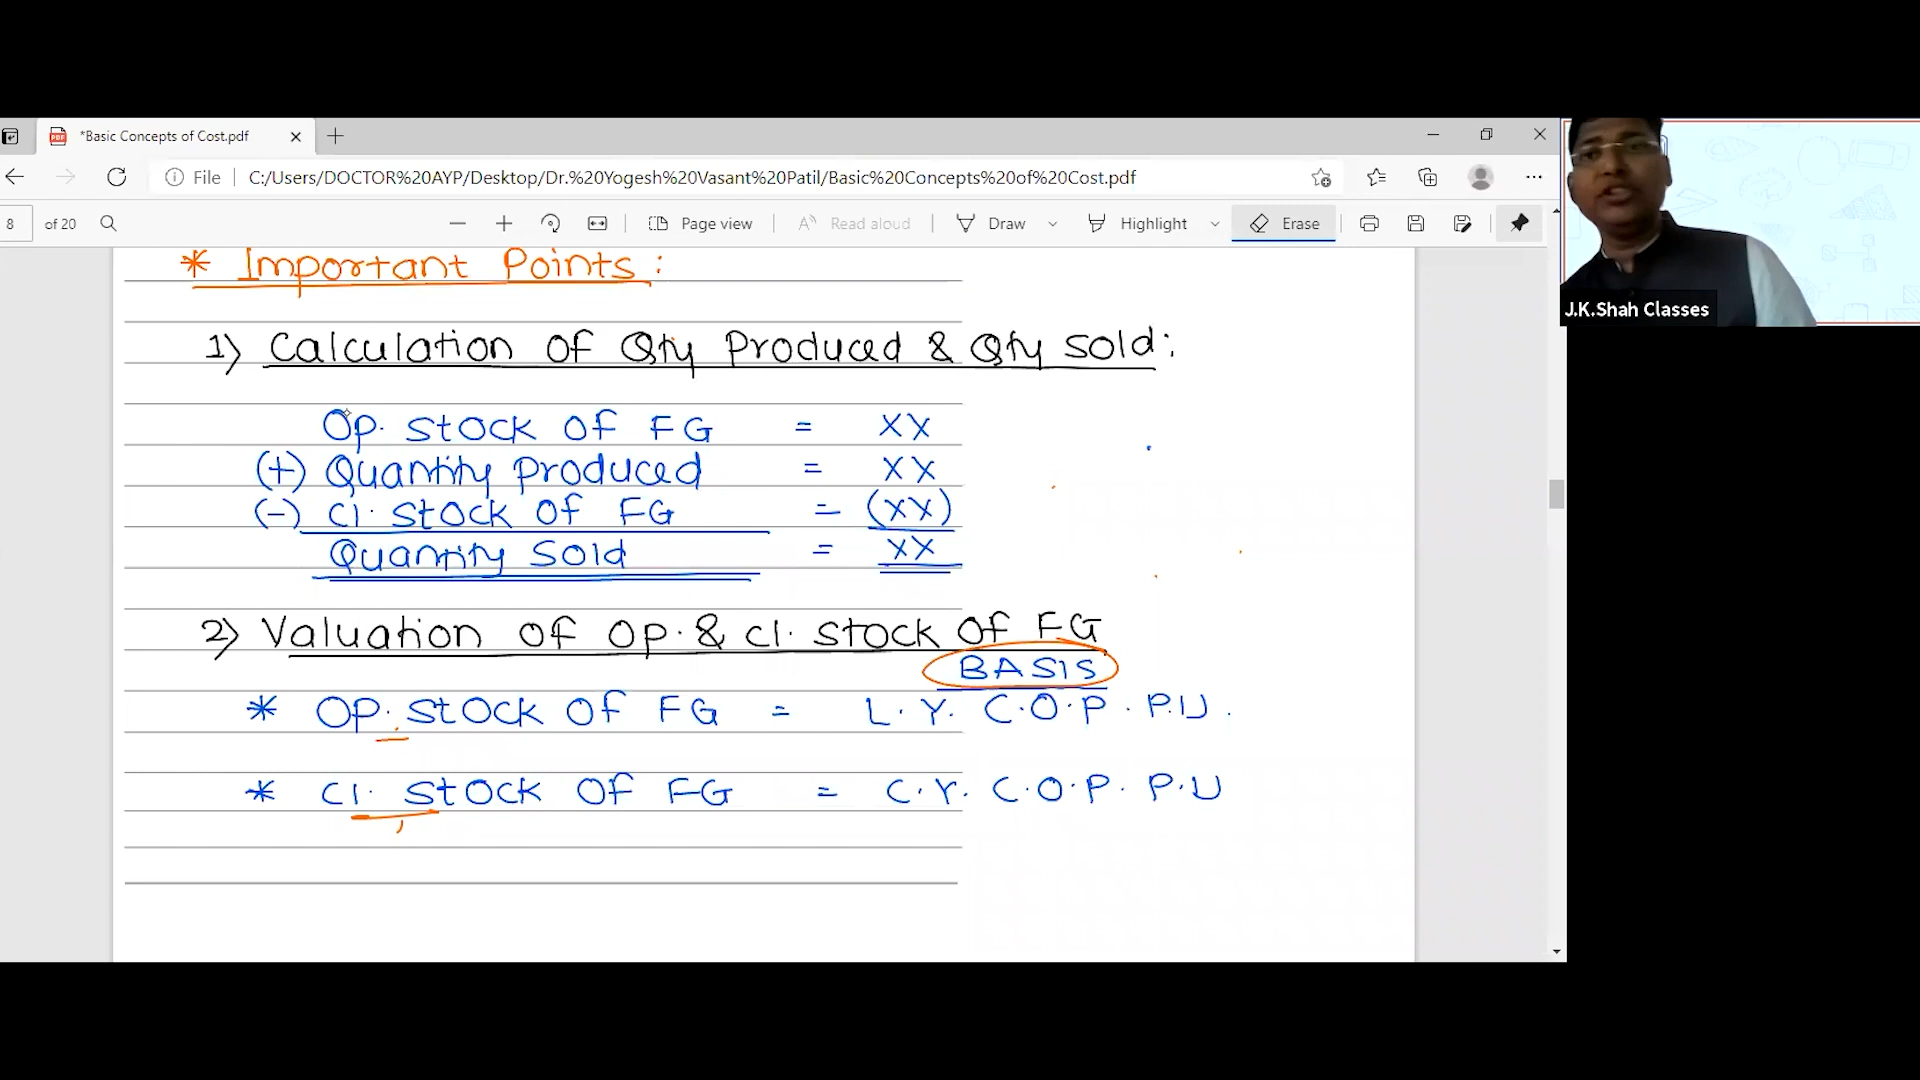 *Basic Concepts of Cost.pdf
File
C:/Users/DOCTOR%20AYP/Desktop/Dr.%20Yogesh%20Vasant%20Patil/Basic%20Concepts%20of%20Cost.pdf
8 of 20
Page view
Read aloud
Draw
Highlight
Erase
J.K.Shah Classes
* Important Points :
1) Calculation of Qty Produced & Qty sold :
Op. stock of FG = XX
(+) Quantity Produced = XX
(-) Cl. stock of FG = (XX)
Quantity Sold = XX
2) Valuation of Op. & Cl. stock of FG
BASIS
* Op. stock of FG = L.Y. C.O.P. P.U.
* Cl. stock of FG = C.Y. C.O.P. P.U